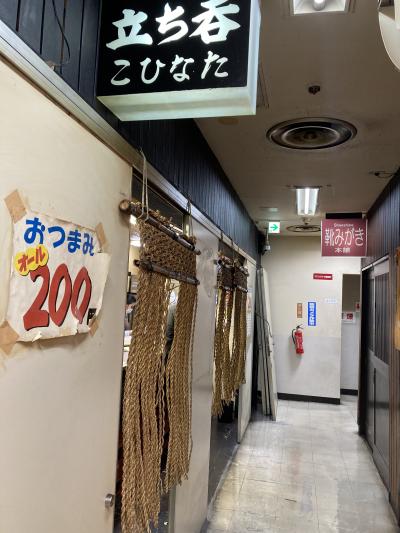 立ち呑
こひなた
おつまみ
オール
200
靴みがき
本舗